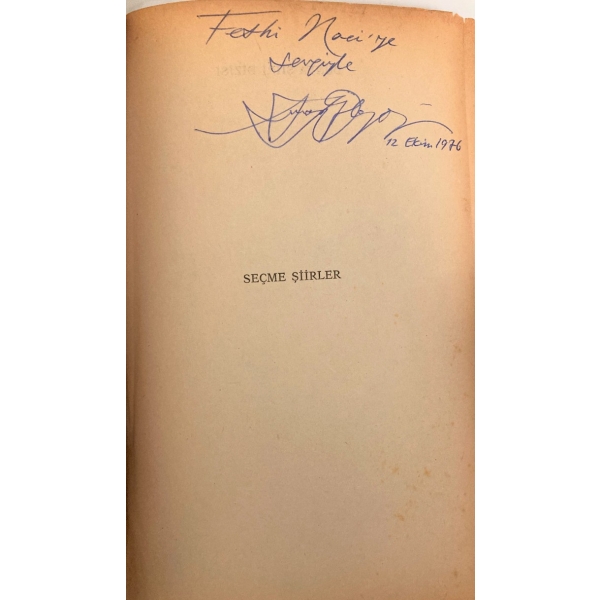 Fethi Naci'ye
sevgiyle
12 Ekim 1976
SEÇME ŞİİRLER